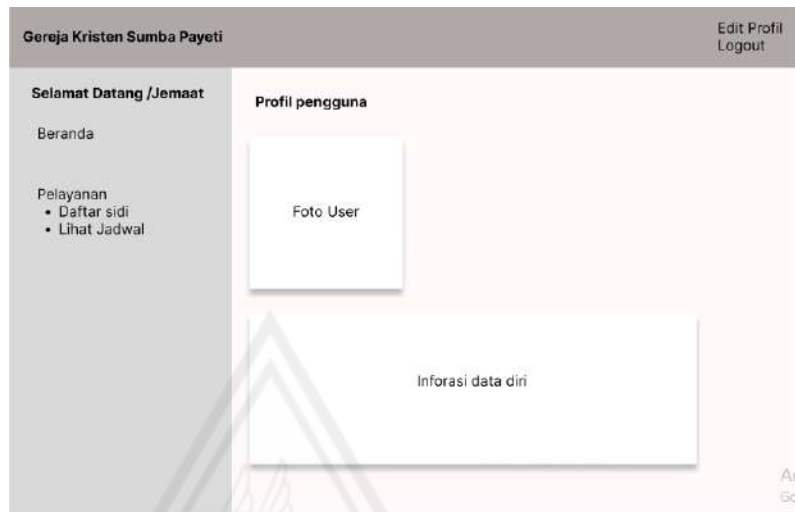 Gereja Kristen Sumba Payeti
Edit Profil
Logout
Selamat Datang /Jemaat
Beranda
Pelayanan
• Daftar sidi
• Lihat Jadwal
Profil pengguna
Foto User
Inforasi data diri